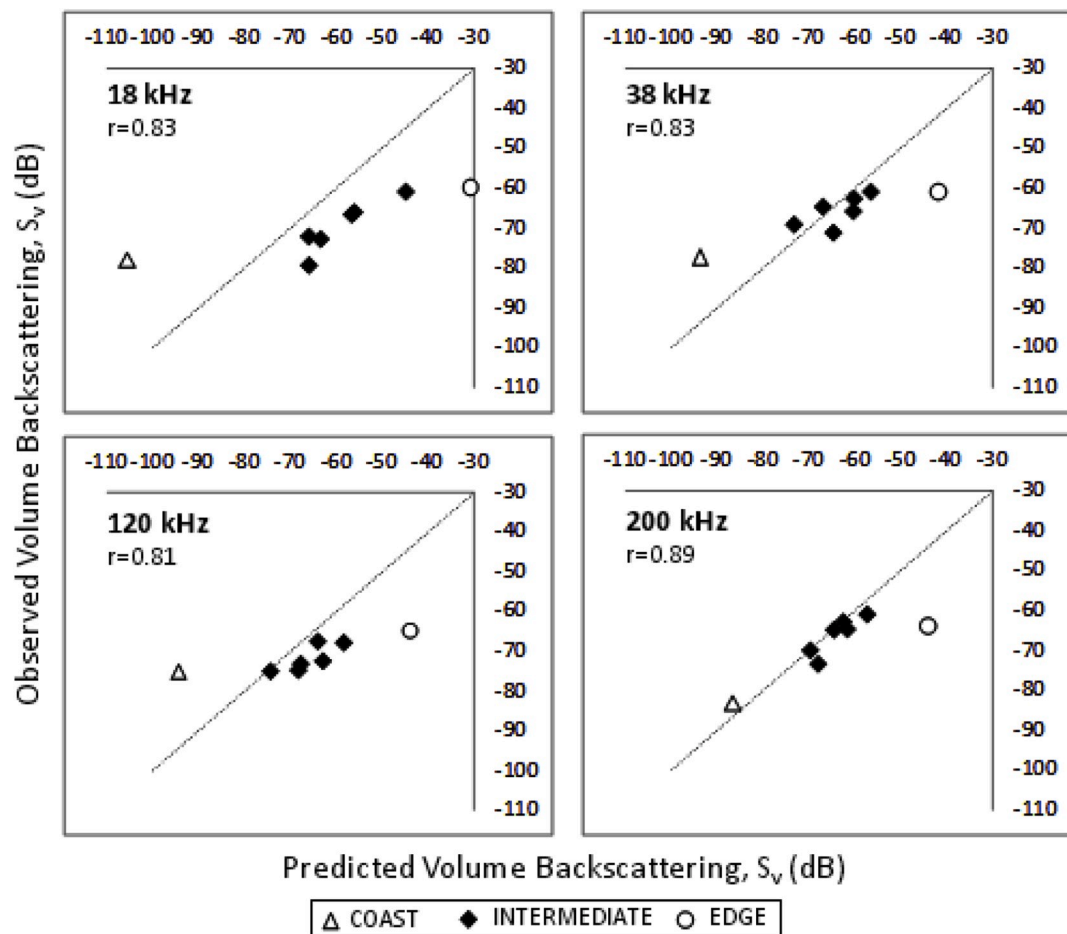 Observed Volume Backscattering, Sv (dB)
-110 -100 -90 -80 -70 -60 -50 -40 -30
18 kHz
r=0.83
-30
-40
-50
-60
-70
-80
-90
-100
-110
-110 -100 -90 -80 -70 -60 -50 -40 -30
38 kHz
r=0.83
-30
-40
-50
-60
-70
-80
-90
-100
-110
-110 -100 -90 -80 -70 -60 -50 -40 -30
120 kHz
r=0.81
-30
-40
-50
-60
-70
-80
-90
-100
-110
-110 -100 -90 -80 -70 -60 -50 -40 -30
200 kHz
r=0.89
-30
-40
-50
-60
-70
-80
-90
-100
-110
Predicted Volume Backscattering, Sv (dB)
COAST INTERMEDIATE EDGE